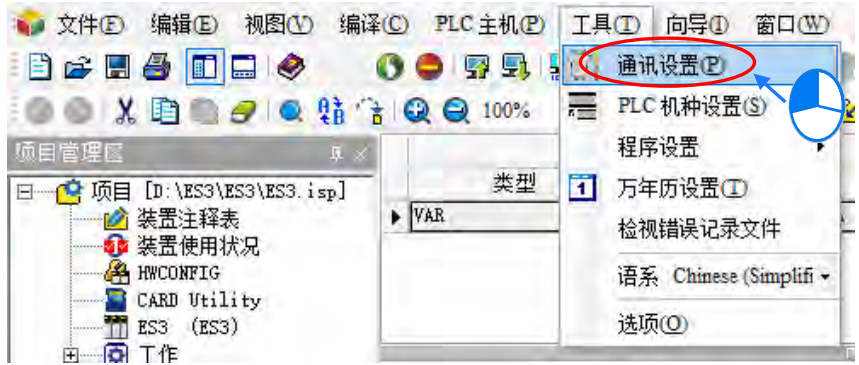 文件(F) 编辑(E) 视图(V) 编译(C) PLC 主机(P) 工具(T) 向导(I) 窗口(W)
通讯设置(P)
100%
PLC 机种设置(S)
项目管理区
程序设置
类型
项目 [D:\ES3\ES3\ES3.isp]
1 万年历设置(T)
VAR
装置注释表
检视错误记录文件
装置使用状况
HWCONFIG
语系 Chinese (Simplifi
CARD Utility
ES3 (ES3)
选项(O)
工作